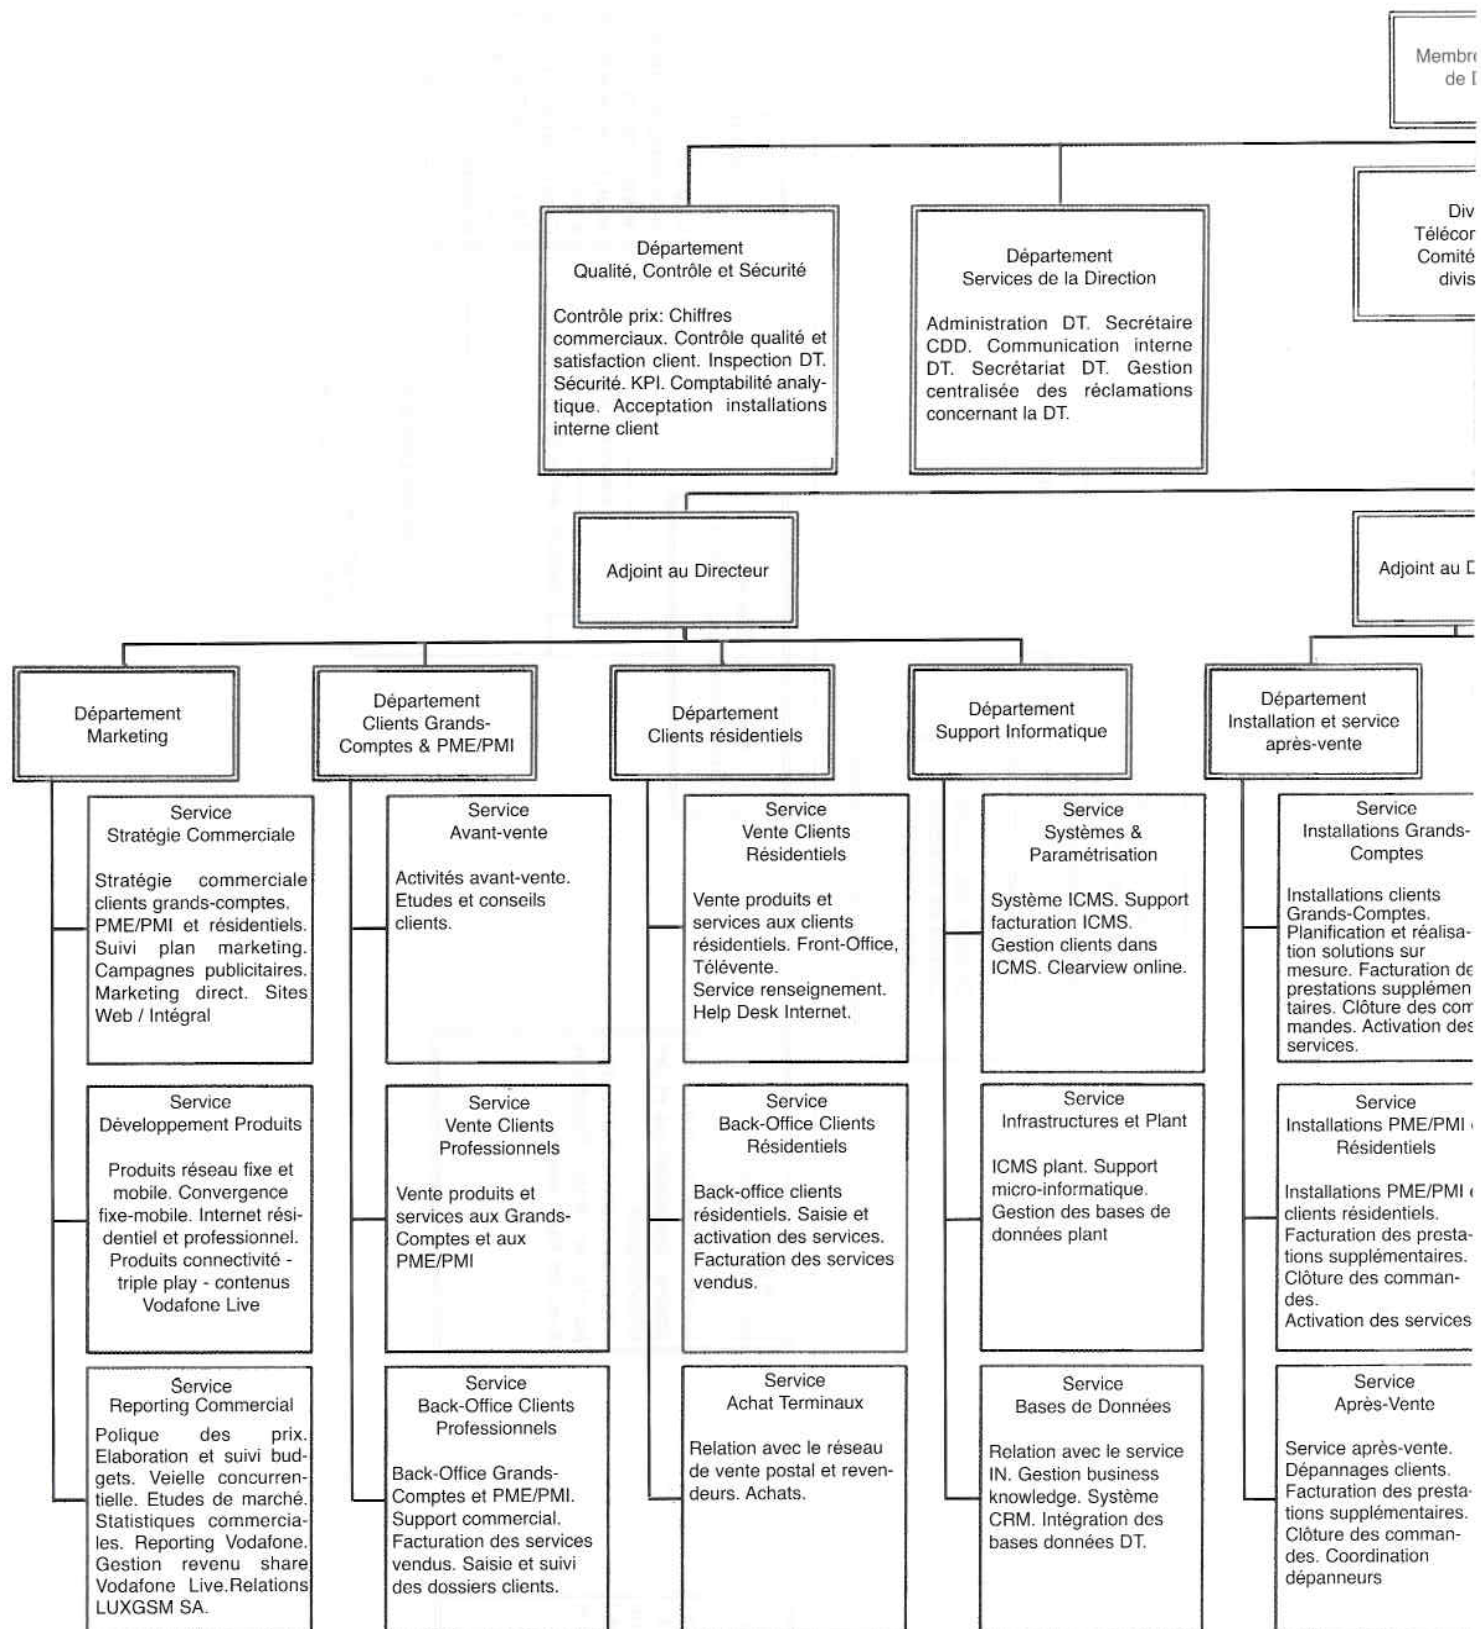 Membre
de
Département
Qualité, Contrôle et Sécurité
Contrôle prix: Chiffres
commerciaux. Contrôle qualité et
satisfaction client. Inspection DT.
Sécurité. KPI. Comptabilité analy-
tique. Acceptation installations
interne client
Département
Services de la Direction
Administration DT. Secrétaire
CDD. Communication interne
DT. Secrétariat DT. Gestion
centralisée des réclamations
concernant la DT.
Div
Téléco
Comité
divis
Adjoint au Directeur
Adjoint au
Département
Marketing
Département
Clients Grands-
Comptes & PME/PMI
Département
Clients résidentiels
Département
Support Informatique
Département
Installation et service
après-vente
Service
Stratégie Commerciale
Stratégie commerciale
clients grands-comptes.
PME/PMI et résidentiels.
Suivi plan marketing.
Campagnes publicitaires.
Marketing direct. Sites
Web / Intégral
Service
Avant-vente
Activités avant-vente.
Etudes et conseils
clients.
Service
Vente Clients
Résidentiels
Vente produits et
services aux clients
résidentiels. Front-Office,
Télévente.
Service renseignement.
Help Desk Internet.
Service
Systèmes &
Paramétrisation
Système ICMS. Support
facturation ICMS.
Gestion clients dans
ICMS. Clearview online.
Service
Installations Grands-
Comptes
Installations clients
Grands-Comptes.
Planification et réalisa-
tion solutions sur
mesure. Facturation de
prestations supplémen
taires. Clôture des com
mandes. Activation des
services.
Service
Développement Produits
Produits réseau fixe et
mobile. Convergence
fixe-mobile. Internet rési-
dentiel et professionnel.
Produits connectivité -
triple play - contenus
Vodafone Live
Service
Vente Clients
Professionnels
Vente produits et
services aux Grands-
Comptes et aux
PME/PMI
Service
Back-Office Clients
Résidentiels
Back-office clients
résidentiels. Saisie et
activation des services.
Facturation des services
vendus.
Service
Infrastructures et Plant
ICMS plant. Support
micro-informatique.
Gestion des bases de
données plant
Service
Installations PME/PMI
Résidentiels
Installations PME/PMI
clients résidentiels.
Facturation des presta-
tions supplémentaires.
Clôture des comman-
des.
Activation des services
Service
Reporting Commercial
Polique des prix.
Elaboration et suivi bud-
gets. Veielle concurren-
tielle. Etudes de marché.
Statistiques commercia-
les. Reporting Vodafone.
Gestion revenu share
Vodafone Live.Relations
LUXGSM SA.
Service
Back-Office Clients
Professionnels
Back-Office Grands-
Comptes et PME/PMI.
Support commercial.
Facturation des services
vendus. Saisie et suivi
des dossiers clients.
Service
Achat Terminaux
Relation avec le réseau
de vente postal et reven-
deurs. Achats.
Service
Bases de Données
Relation avec le service
IN. Gestion business
knowledge. Système
CRM. Intégration des
bases données DT.
Service
Après-Vente
Service après-vente.
Dépannages clients.
Facturation des presta-
tions supplémentaires.
Clôture des comman-
des. Coordination
dépanneurs